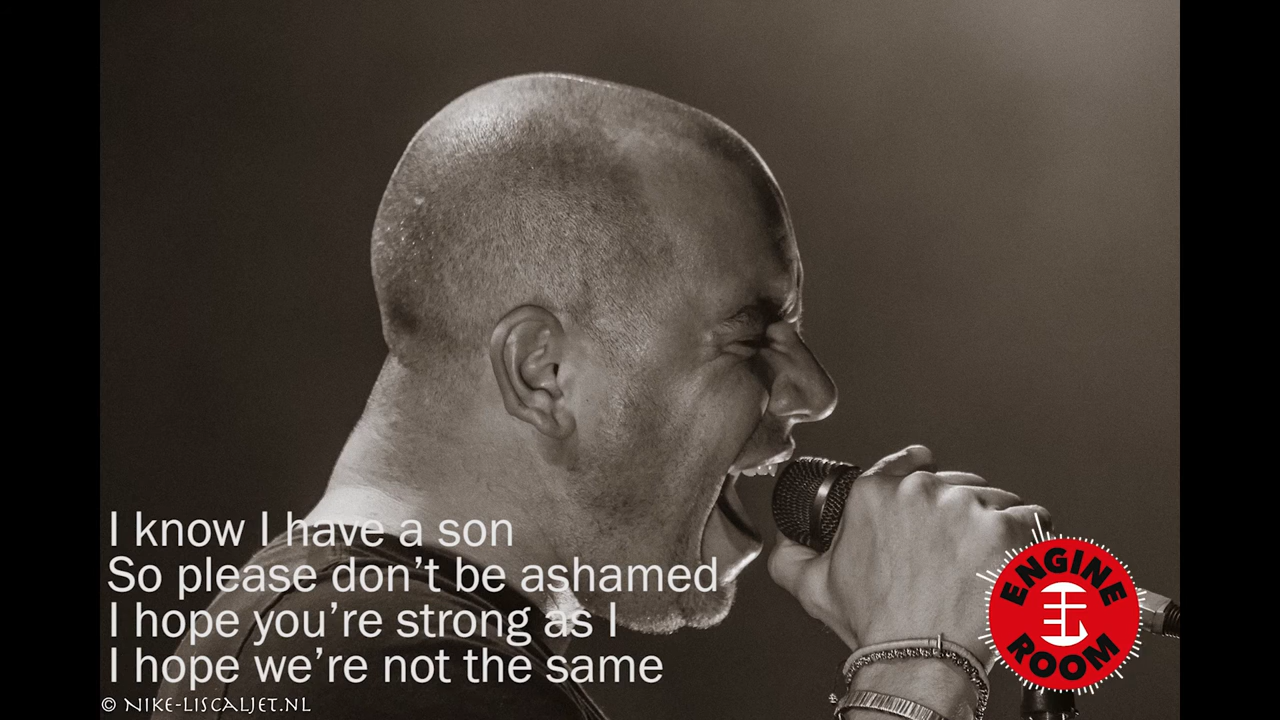 I know I have a son
So please don't be ashamed
I hope you're strong as I
I hope we're not the same
© NIKE-LISCALJET.NL
ENGINE
ROOM